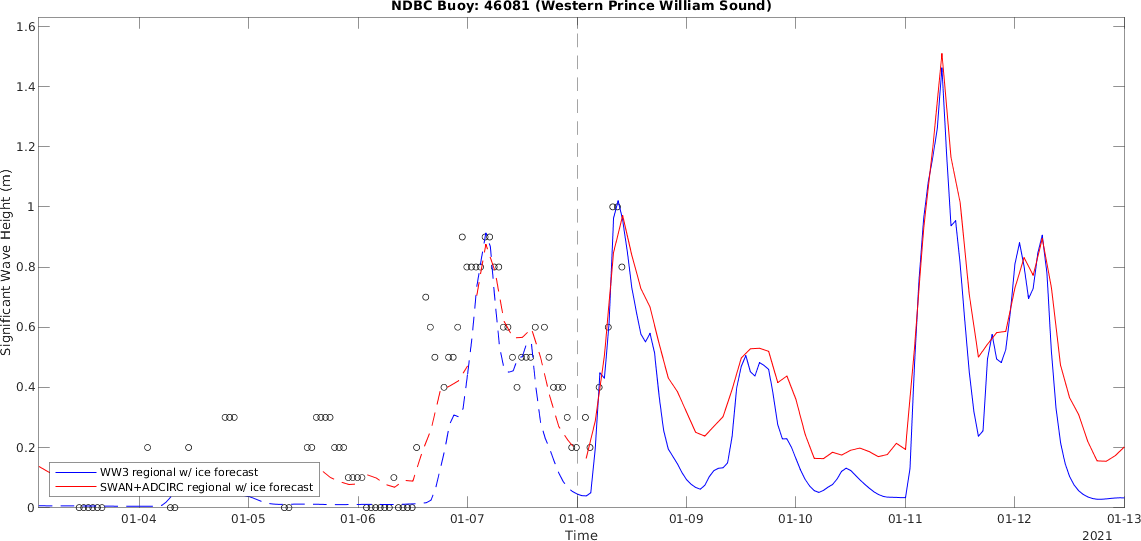 NDBC Buoy: 46081 (Western Prince William Sound)
Significant Wave Height (m)
1.6
1.4
1.2
1
0.8
0.6
0.4
0.2
0
WW3 regional w/ ice forecast
SWAN+ADCIRC regional w/ ice forecast
01-04 01-05 01-06 01-07 01-08 01-09 01-10 01-11 01-12 01-13
Time
2021